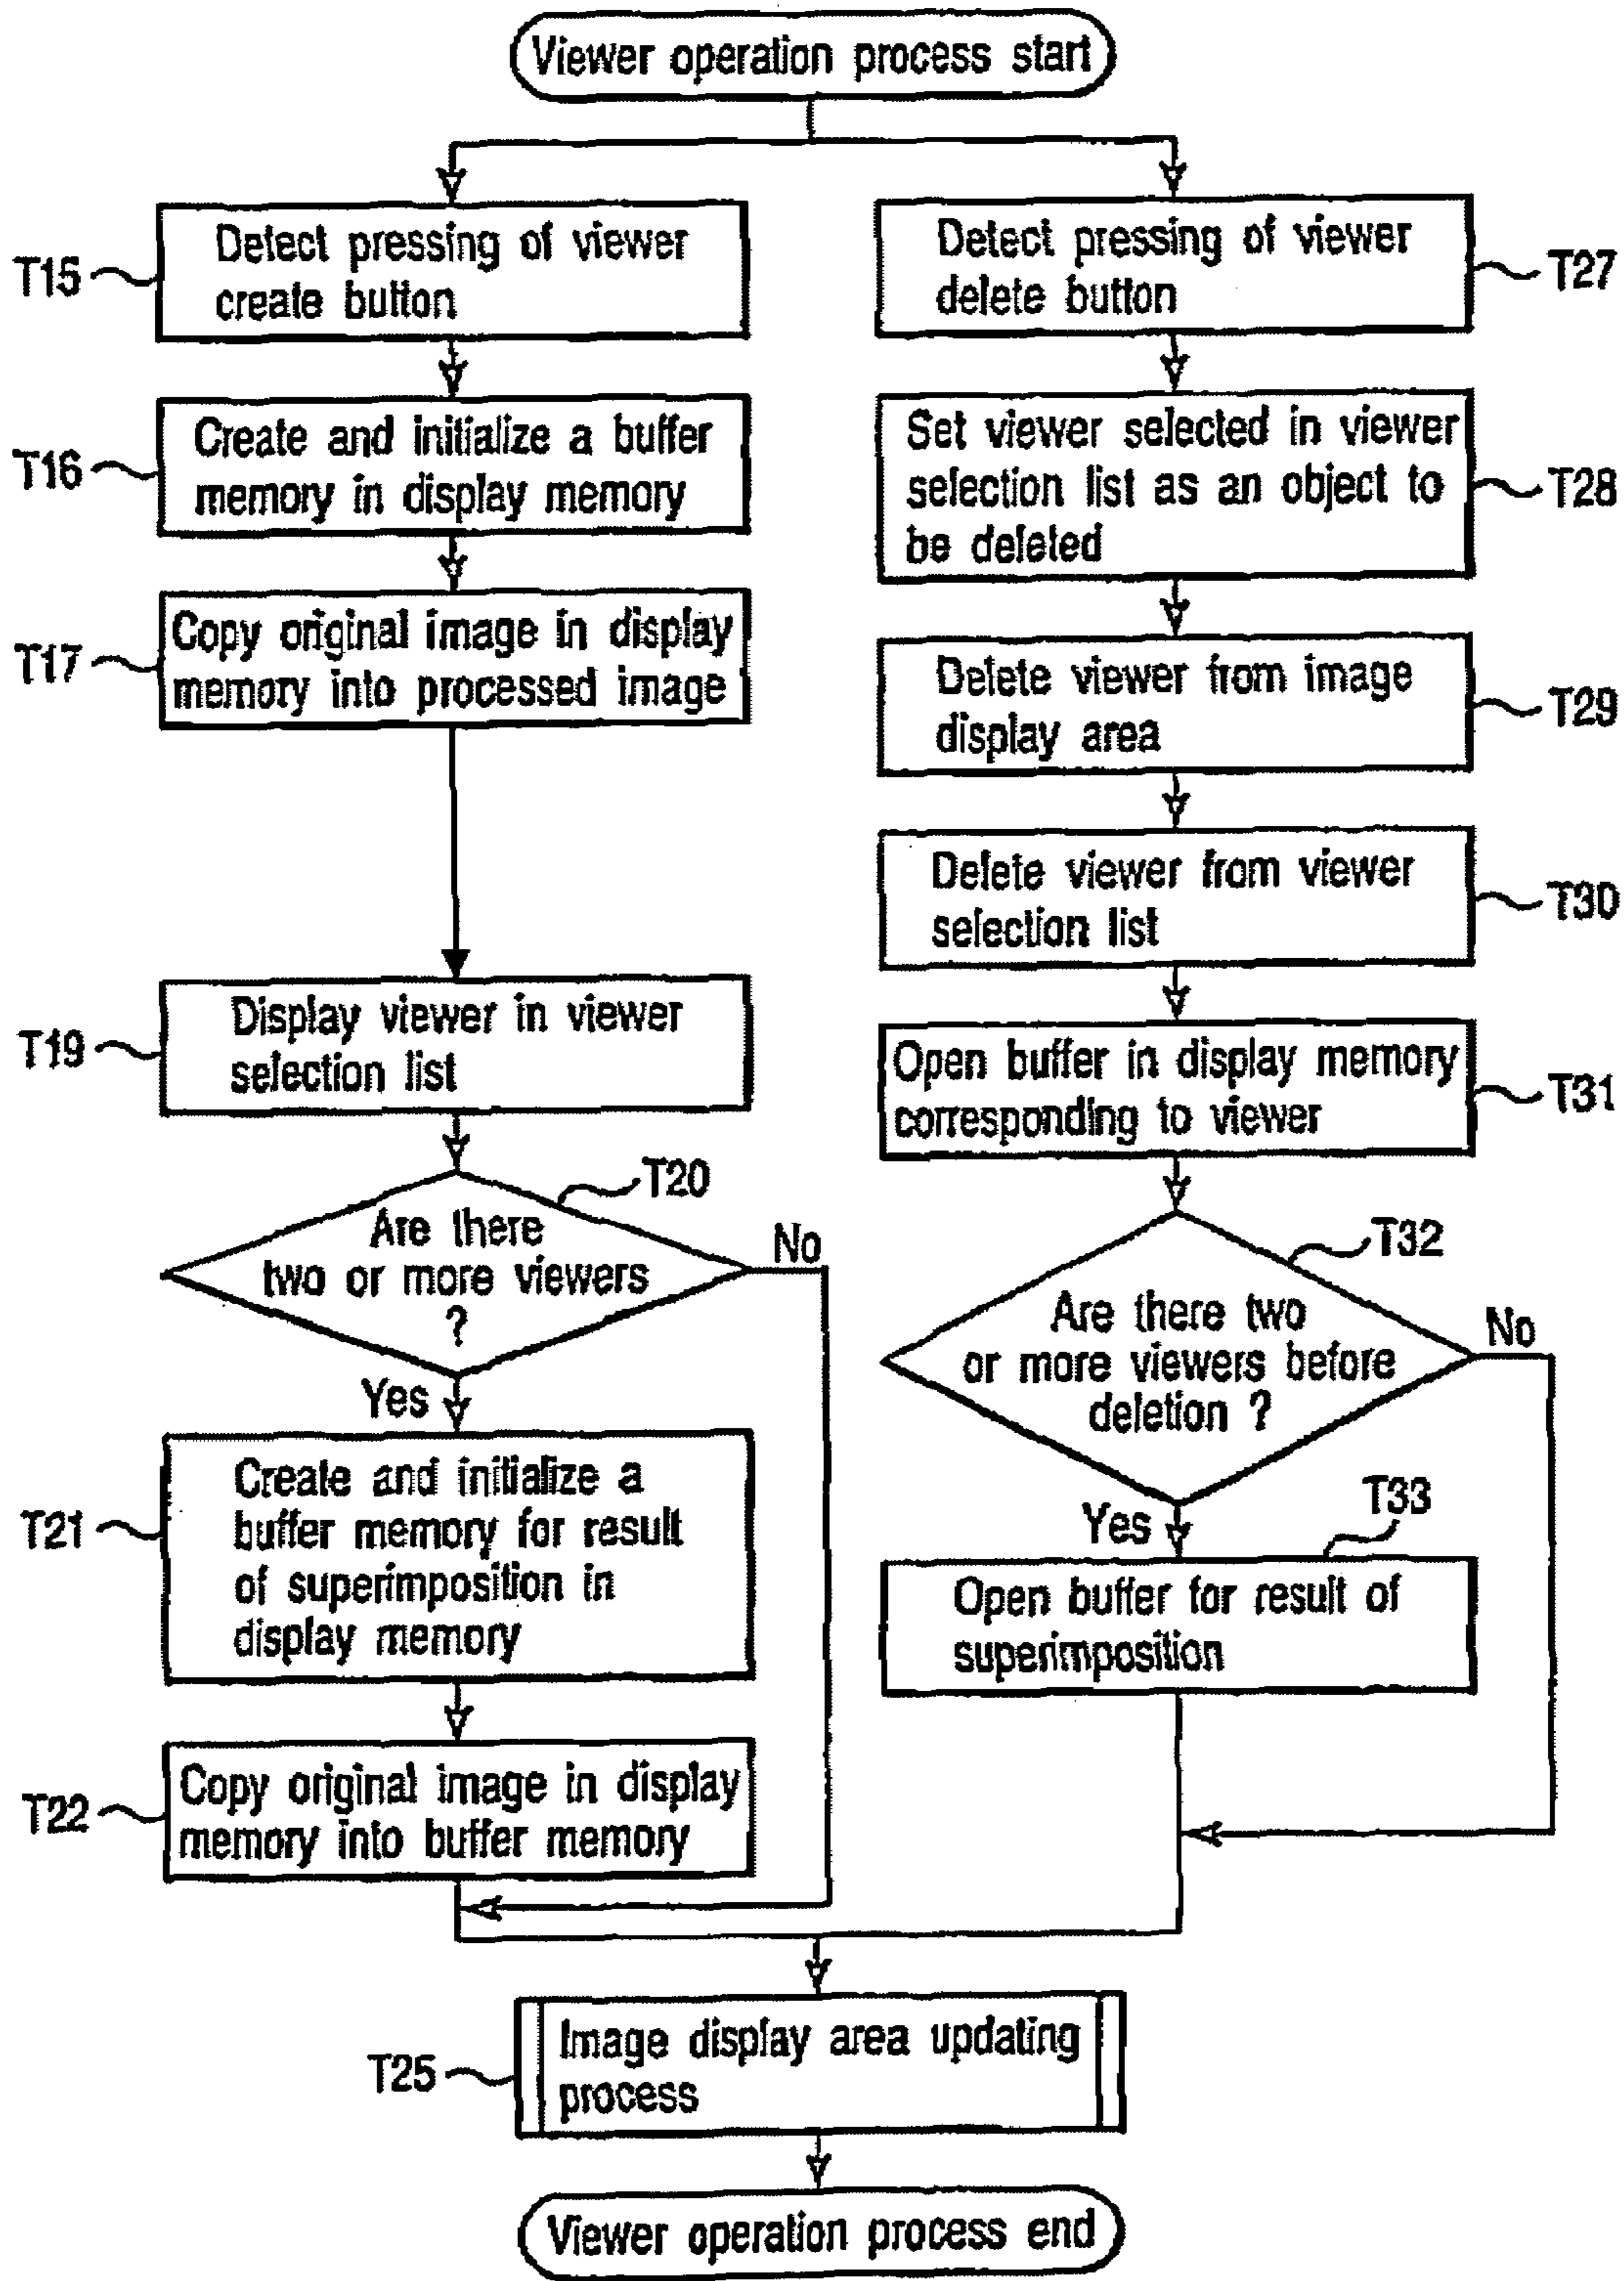 Viewer operation process start
T15
Detect pressing of viewer
create button
T16
Create and initialize a buffer
memory in display memory
T17
Copy original image in display
memory into processed image
T19
Display viewer in viewer
selection list
T20
Are there
two or more viewers
?
No
Yes
T21
Create and initialize a
buffer memory for result
of superimposition in
display memory
T22
Copy original image in display
memory into buffer memory
Detect pressing of viewer
delete button
T27
Set viewer selected in viewer
selection list as an object to
be deleted
T28
Delete viewer from image
display area
T29
Delete viewer from viewer
selection list
T30
Open buffer in display memory
corresponding to viewer
T31
T32
Are there two
or more viewers before
deletion ?
No
Yes
T33
Open buffer for result of
superimposition
T25
Image display area updating
process
Viewer operation process end